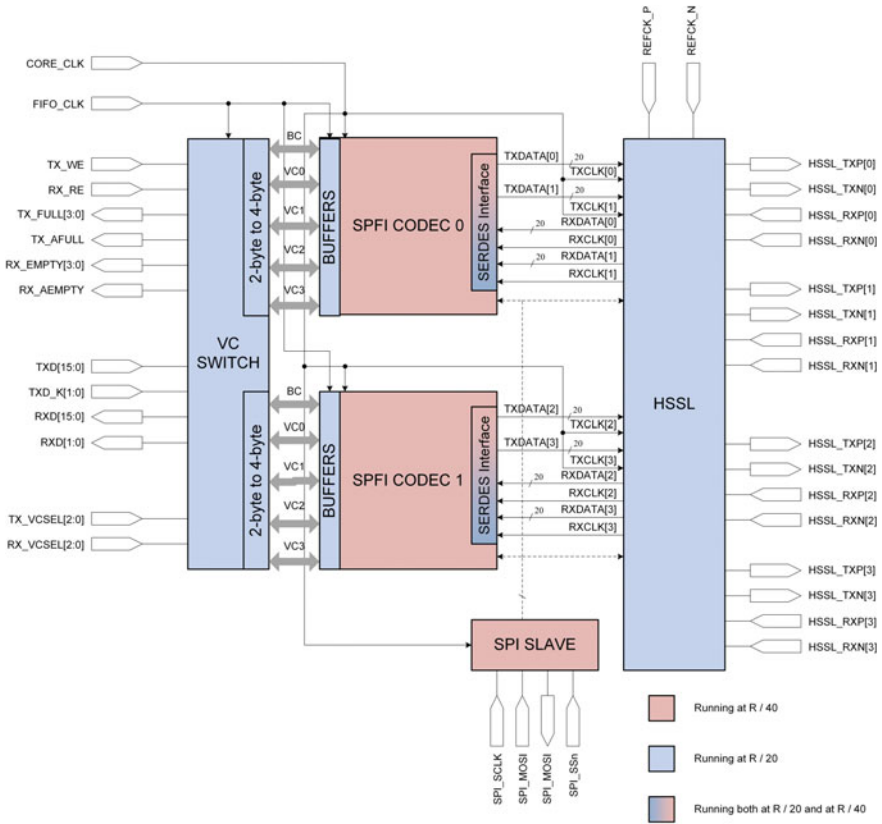 REFCK_P
REFCK_N
CORE_CLK
FIFO_CLK
TX_WE
RX_RE
TX_FULL[3:0]
TX_AFULL
RX_EMPTY[3:0]
RX_AEMPTY
TXD[15:0]
TXD_K[1:0]
RXD[15:0]
RXD[1:0]
TX_VCSEL[2:0]
RX_VCSEL[2:0]
VC
SWITCH
2-byte to 4-byte
BC
VC0
VC1
VC2
VC3
BUFFERS
SPFI CODEC 0
SERDES Interface
TXDATA[0]
20
TXCLK[0]
TXDATA[1]
20
TXCLK[1]
20
RXDATA[0]
RXCLK[0]
20
RXDATA[1]
RXCLK[1]
2-byte to 4-byte
BC
VC0
VC1
VC2
VC3
BUFFERS
SPFI CODEC 1
SERDES Interface
TXDATA[2]
20
TXCLK[2]
TXDATA[3]
20
TXCLK[3]
20
RXDATA[2]
RXCLK[2]
20
RXDATA[3]
RXCLK[3]
HSSL
HSSL_TXP[0]
HSSL_TXN[0]
HSSL_RXP[0]
HSSL_RXN[0]
HSSL_TXP[1]
HSSL_TXN[1]
HSSL_RXP[1]
HSSL_RXN[1]
HSSL_TXP[2]
HSSL_TXN[2]
HSSL_RXP[2]
HSSL_RXN[2]
HSSL_TXP[3]
HSSL_TXN[3]
HSSL_RXP[3]
HSSL_RXN[3]
SPI SLAVE
SPI_SCLK
SPI_MOSI
SPI_MOSI
SPI_SSn
Running at R / 40
Running at R / 20
Running both at R / 20 and at R / 40